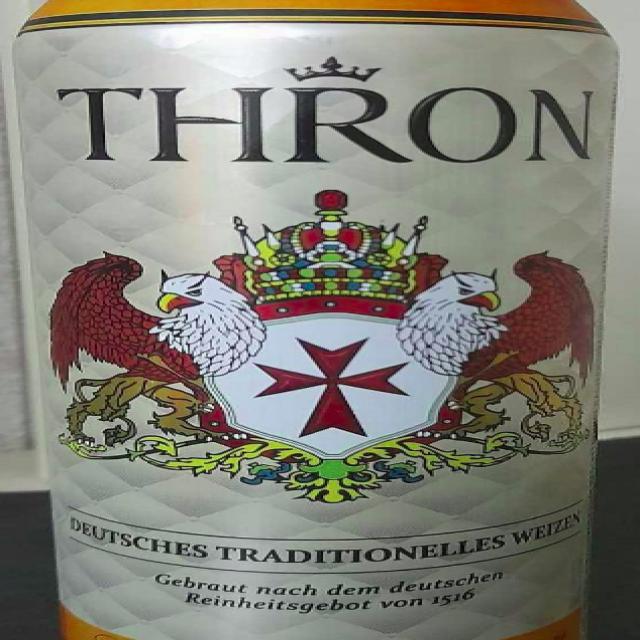 THRON
DEUTSCHES TRADITIONELLES WEIZEN
Gebraut nach dem deutschen
Reinheitsgebot von 1516